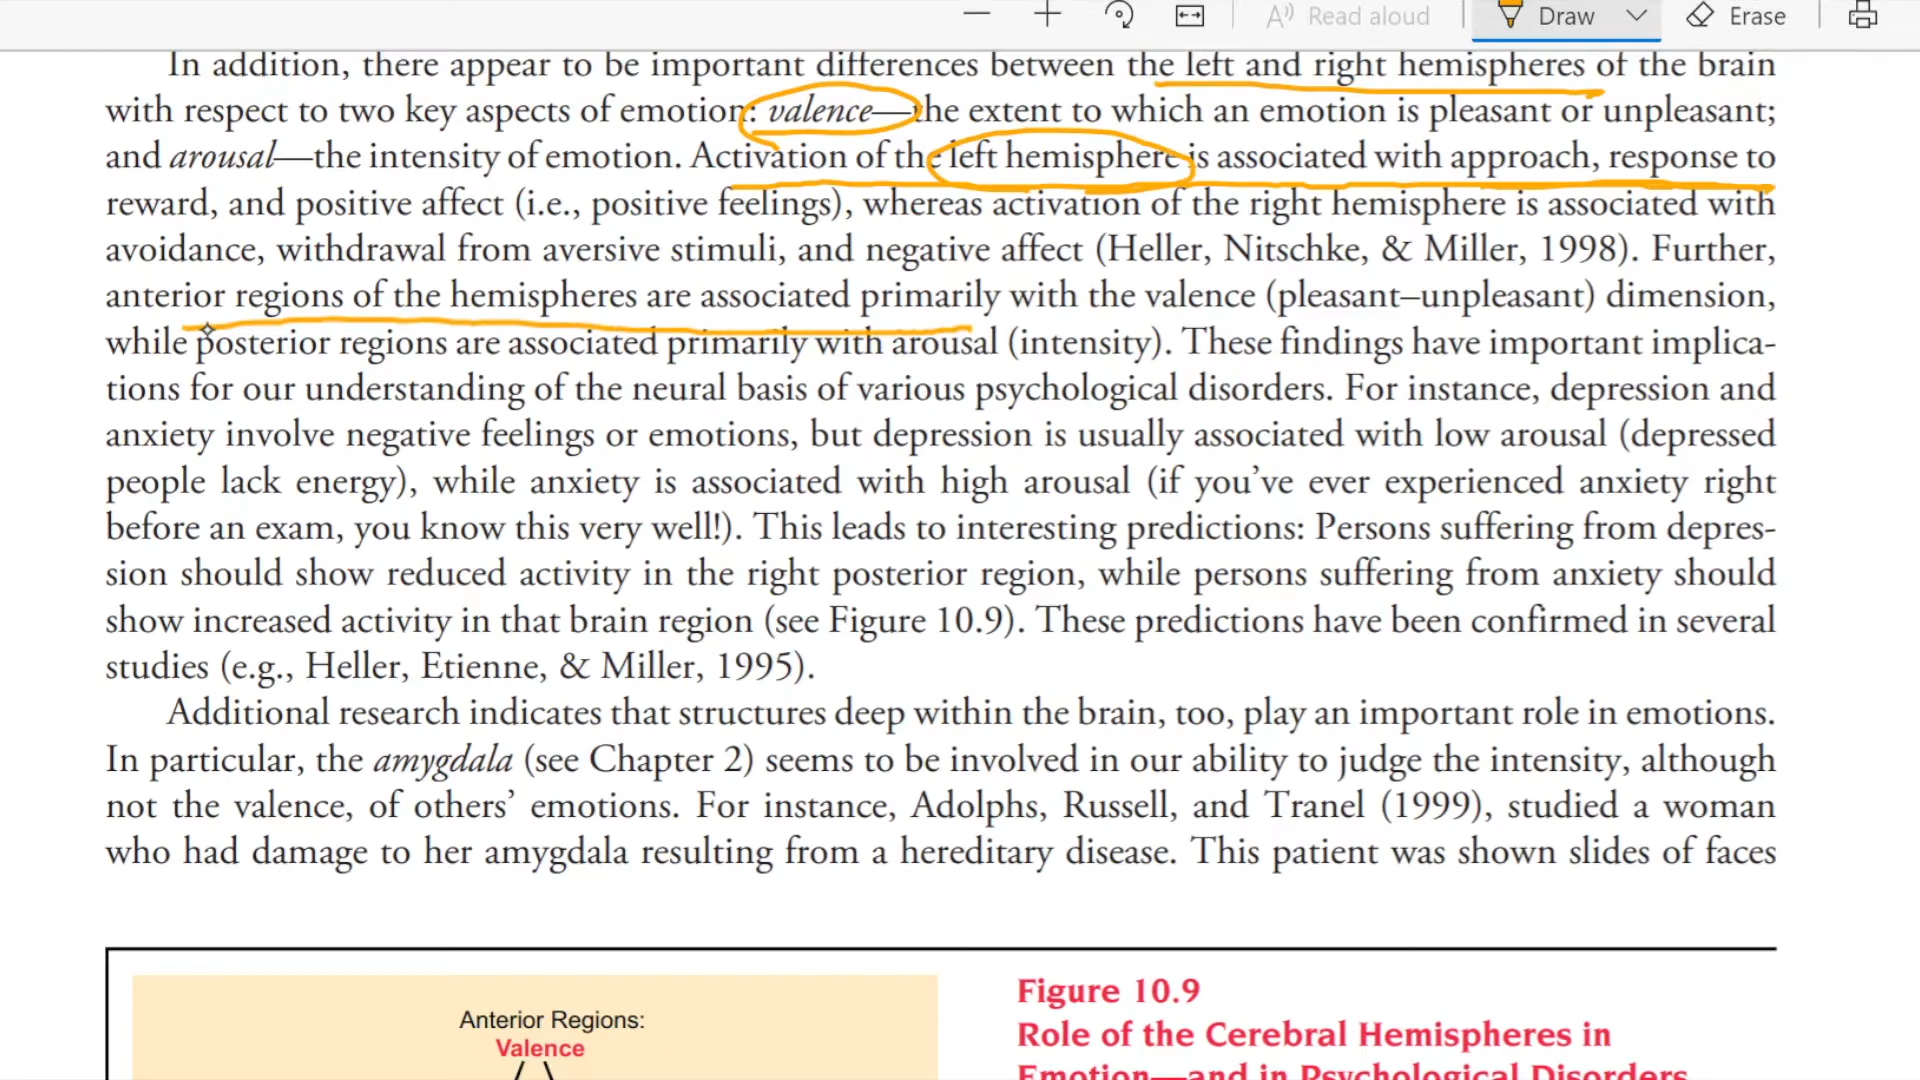 Read aloud
Draw
Erase
In addition, there appear to be important differences between the left and right hemispheres of the brain
with respect to two key aspects of emotion: valence—the extent to which an emotion is pleasant or unpleasant;
and arousal—the intensity of emotion. Activation of the left hemisphere is associated with approach, response to
reward, and positive affect (i.e., positive feelings), whereas activation of the right hemisphere is associated with
avoidance, withdrawal from aversive stimuli, and negative affect (Heller, Nitschke, & Miller, 1998). Further,
anterior regions of the hemispheres are associated primarily with the valence (pleasant–unpleasant) dimension,
while posterior regions are associated primarily with arousal (intensity). These findings have important implica-
tions for our understanding of the neural basis of various psychological disorders. For instance, depression and
anxiety involve negative feelings or emotions, but depression is usually associated with low arousal (depressed
people lack energy), while anxiety is associated with high arousal (if you've ever experienced anxiety right
before an exam, you know this very well!). This leads to interesting predictions: Persons suffering from depres-
sion should show reduced activity in the right posterior region, while persons suffering from anxiety should
show increased activity in that brain region (see Figure 10.9). These predictions have been confirmed in several
studies (e.g., Heller, Etienne, & Miller, 1995).
Additional research indicates that structures deep within the brain, too, play an important role in emotions.
In particular, the amygdala (see Chapter 2) seems to be involved in our ability to judge the intensity, although
not the valence, of others' emotions. For instance, Adolphs, Russell, and Tranel (1999), studied a woman
who had damage to her amygdala resulting from a hereditary disease. This patient was shown slides of faces
Anterior Regions:
Valence
Figure 10.9
Role of the Cerebral Hemispheres in
Emotion—and in Psychological Disorders